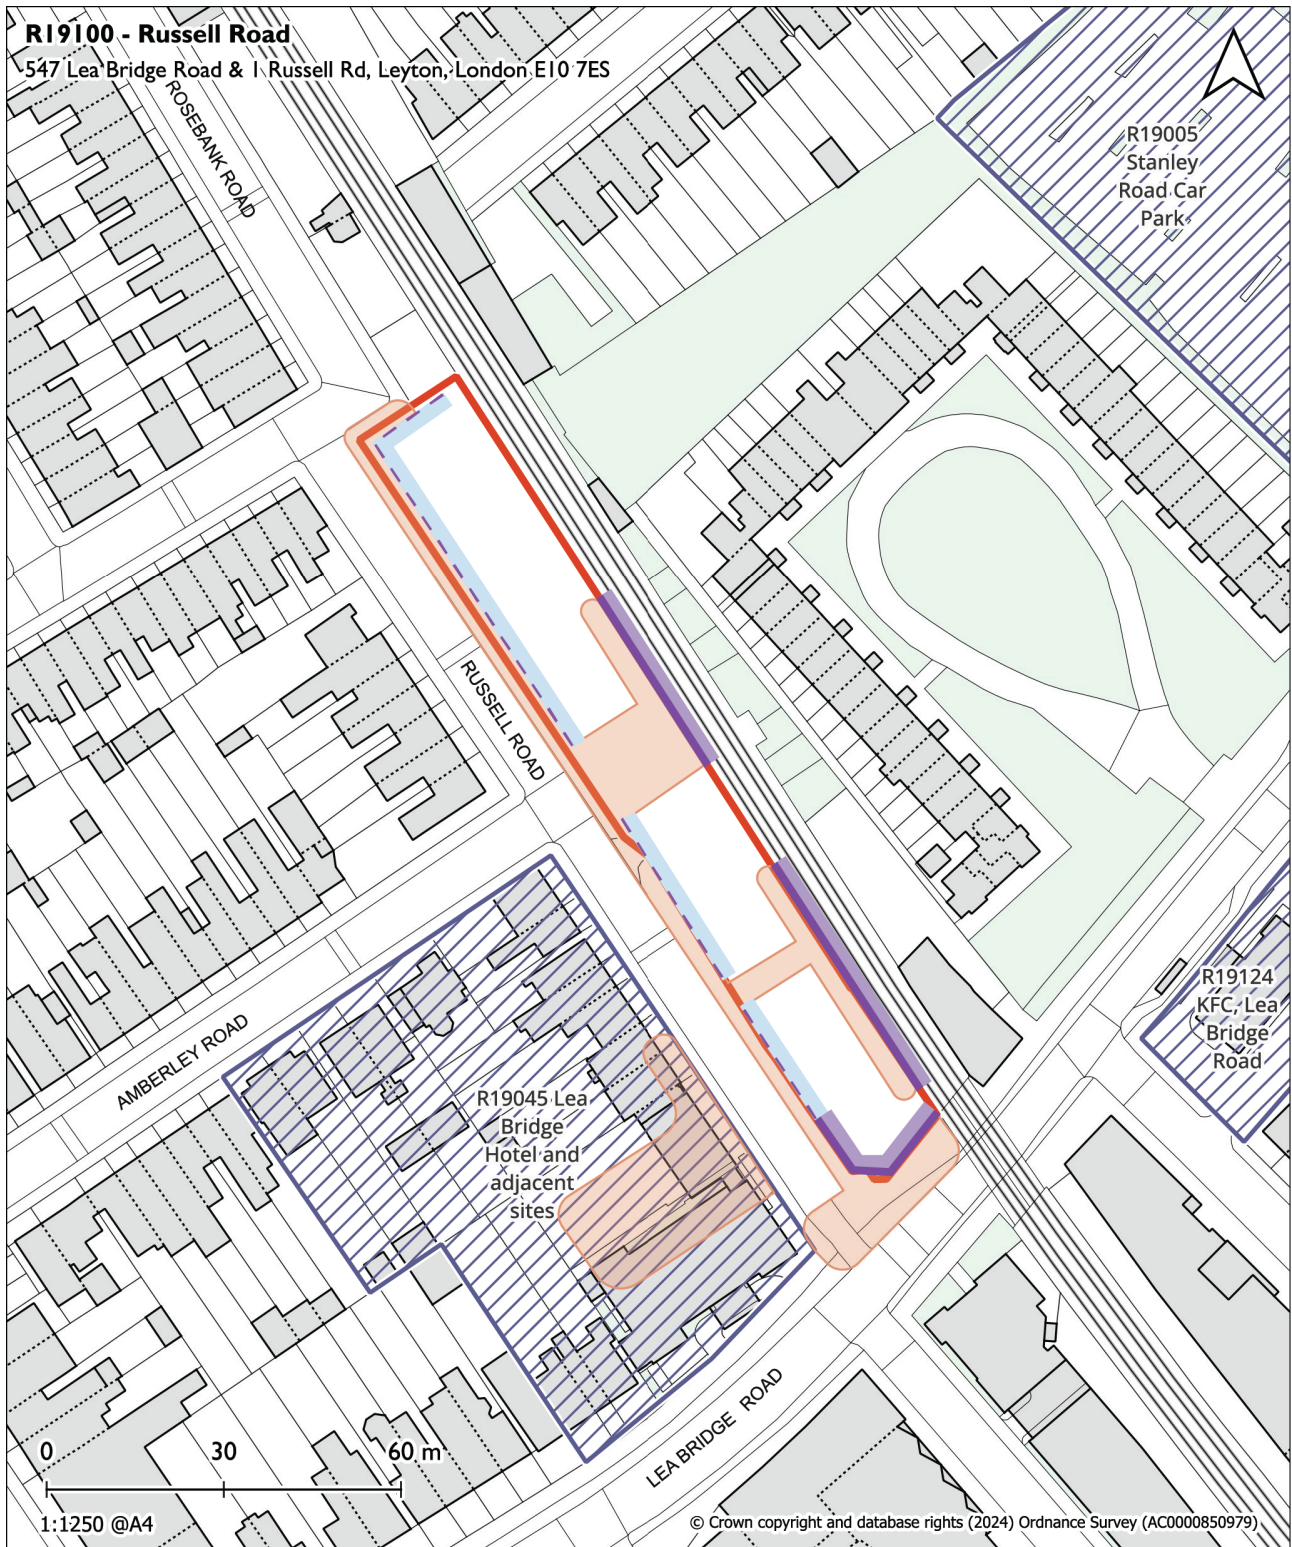 R19100 - Russell Road
547 Lea Bridge Road & 1 Russell Rd, Leyton, London E10 7ES
ROSEBANK ROAD
R19005
Stanley
Road Car
Park
RUSSELL ROAD
R19124
KFC, Lea
Bridge
Road
AMBERLEY ROAD
R19045 Lea
Bridge
Hotel and
adjacent
sites
LEA BRIDGE ROAD
0 30 60 m
1:1250 @A4
© Crown copyright and database rights (2024) Ordnance Survey (AC0000850979)